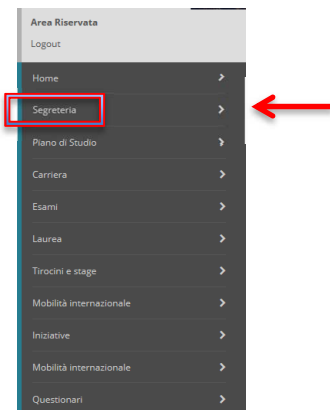 Area Riservata
Logout
Home
Segreteria
Piano di Studio
Carriera
Esami
Laurea
Tirocini e stage
Mobilità internazionale
Iniziative
Mobilità internazionale
Questionari